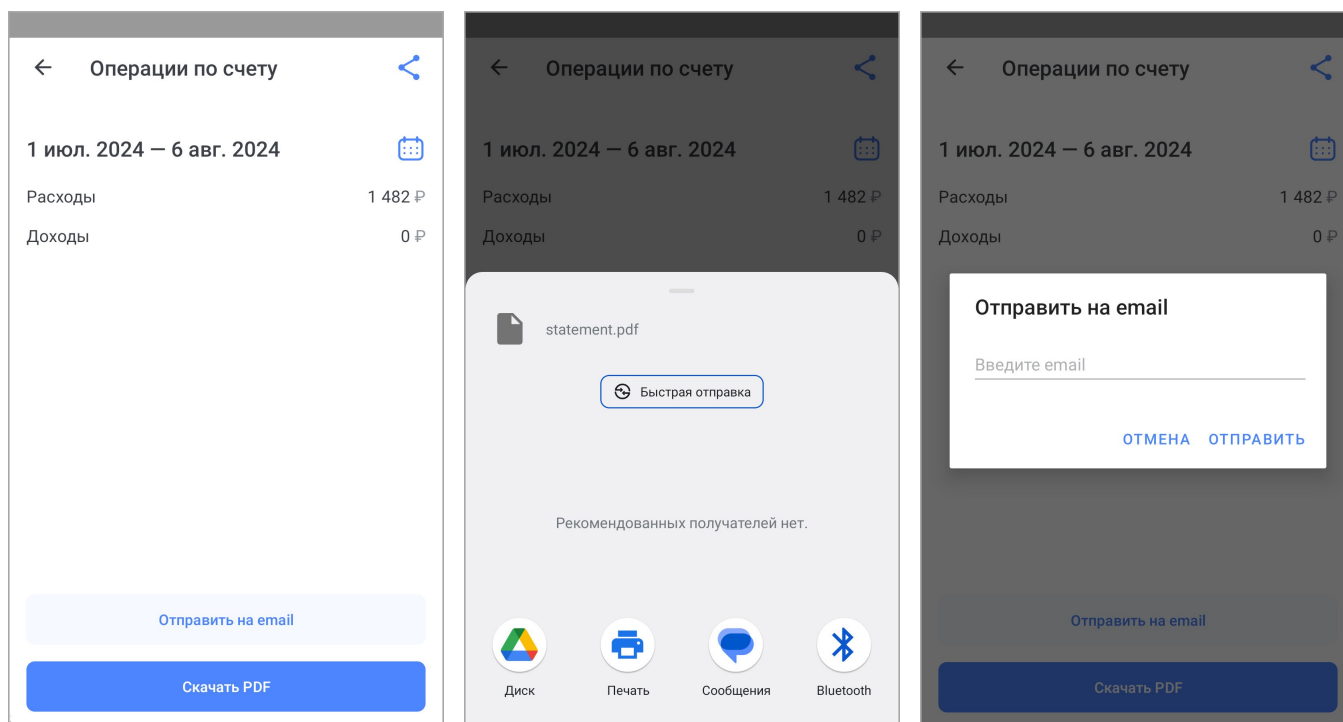 Операции по счету
1 июл. 2024 — 6 авг. 2024
Расходы 1 482 ₽
Доходы 0 ₽
Отправить на email
Скачать PDF
Операции по счету
1 июл. 2024 — 6 авг. 2024
Расходы 1 482 ₽
Доходы 0 ₽
statement.pdf
Быстрая отправка
Рекомендованных получателей нет.
Диск Печать Сообщения Bluetooth
Операции по счету
1 июл. 2024 — 6 авг. 2024
Расходы 1 482 ₽
Доходы 0 ₽
Отправить на email
Введите email
ОТМЕНА ОТПРАВИТЬ
Отправить на email
Скачать PDF